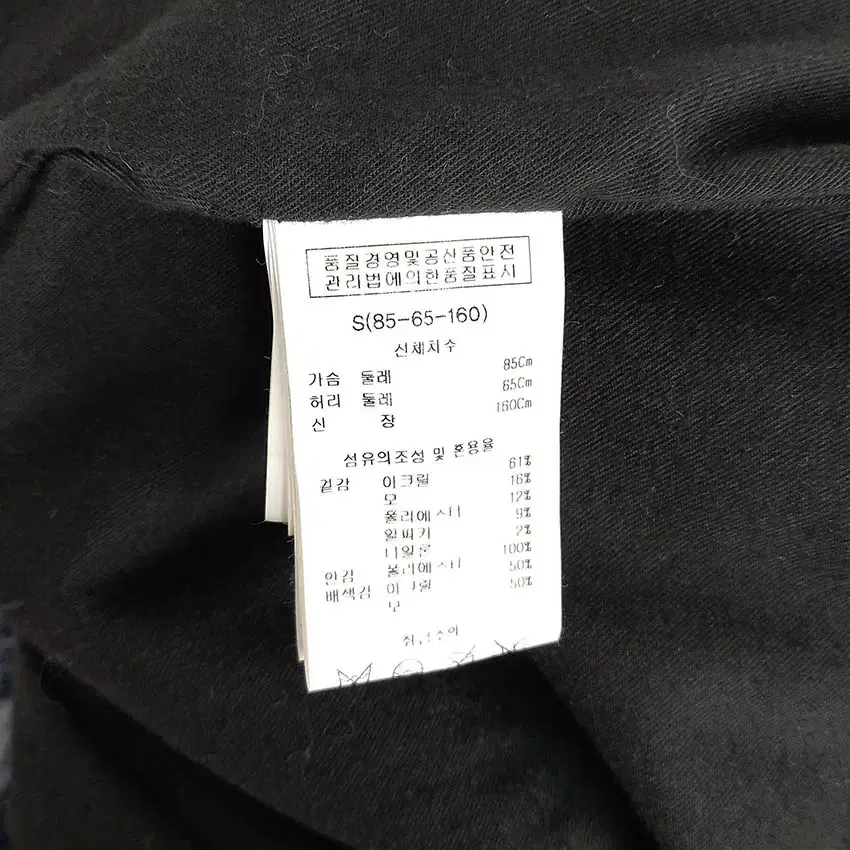 품질경영및공산품안전
관리법에의한품질표시
S(85-65-160)
신체치수
가슴 둘레 85Cm
허리 둘레 65Cm
신 장 160Cm
섬유의조성 및 혼용율
겉감 아크릴 61%
모 16%
폴리에스터 12%
알파카 9%
나일론 2%
안감 폴리에스터 100%
배색감 아크릴 50%
모 50%
취급주의